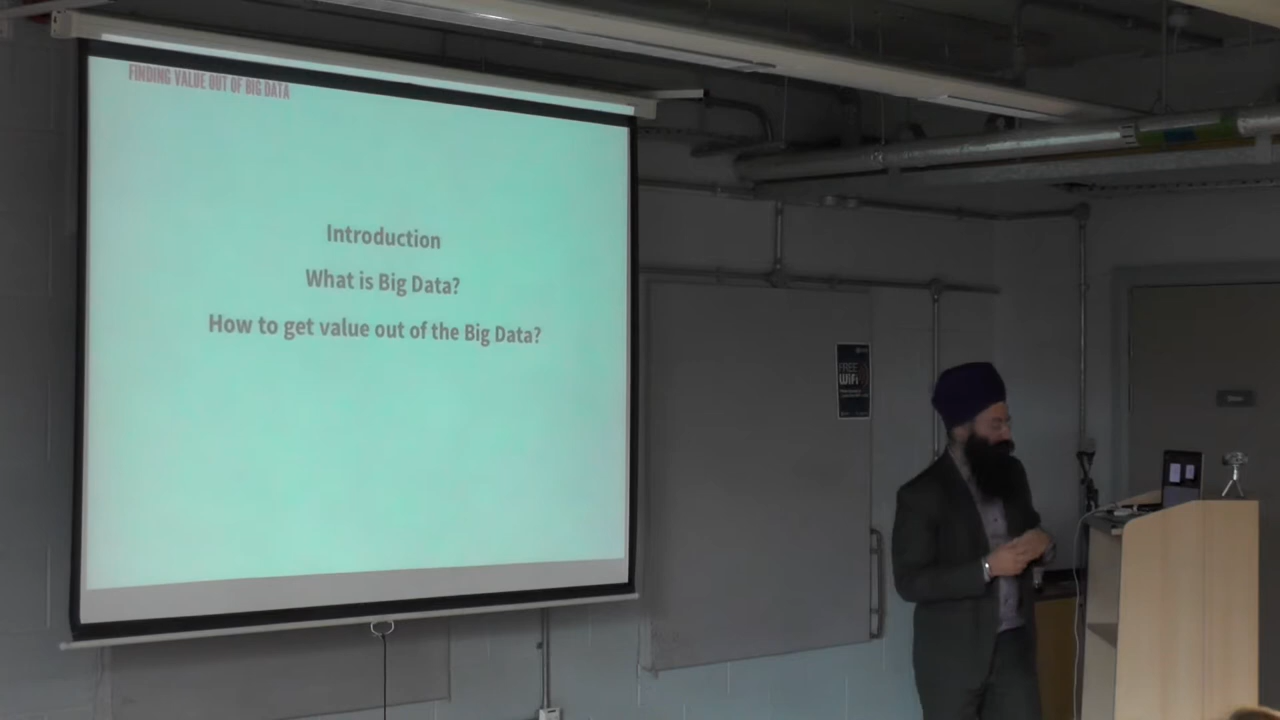 FINDING VALUE OUT OF BIG DATA
Introduction
What is Big Data?
How to get value out of the Big Data?
FREE
WiFi